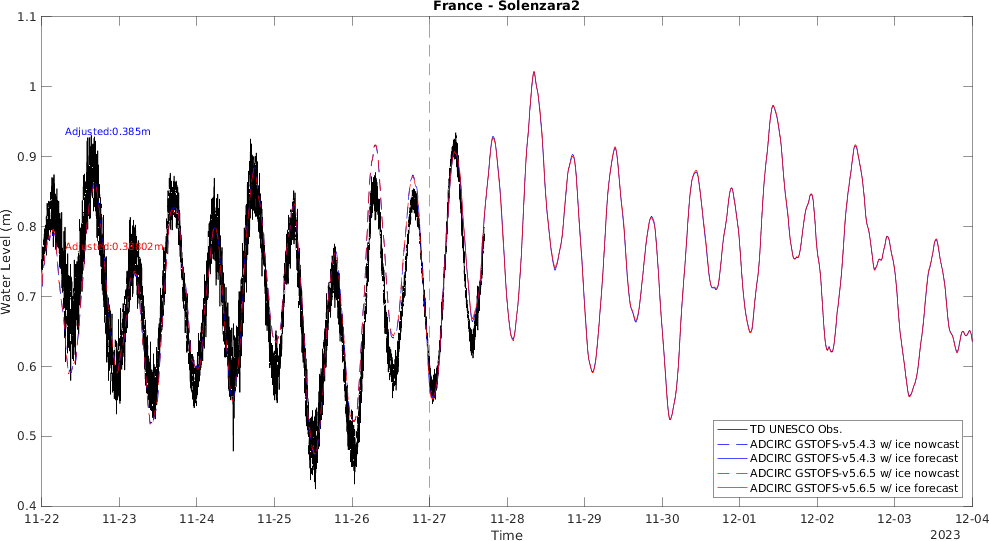 France - Solenzara2
1.1
1
0.9
0.8
0.7
0.6
0.5
0.4
Water Level (m)
Adjusted:0.385m
TD UNESCO Obs.
ADCIRC GSTOFS-v5.4.3 w/ ice nowcast
ADCIRC GSTOFS-v5.4.3 w/ ice forecast
ADCIRC GSTOFS-v5.6.5 w/ ice nowcast
ADCIRC GSTOFS-v5.6.5 w/ ice forecast
11-22 11-23 11-24 11-25 11-26 11-27 11-28 11-29 11-30 12-01 12-02 12-03 12-04
Time
2023